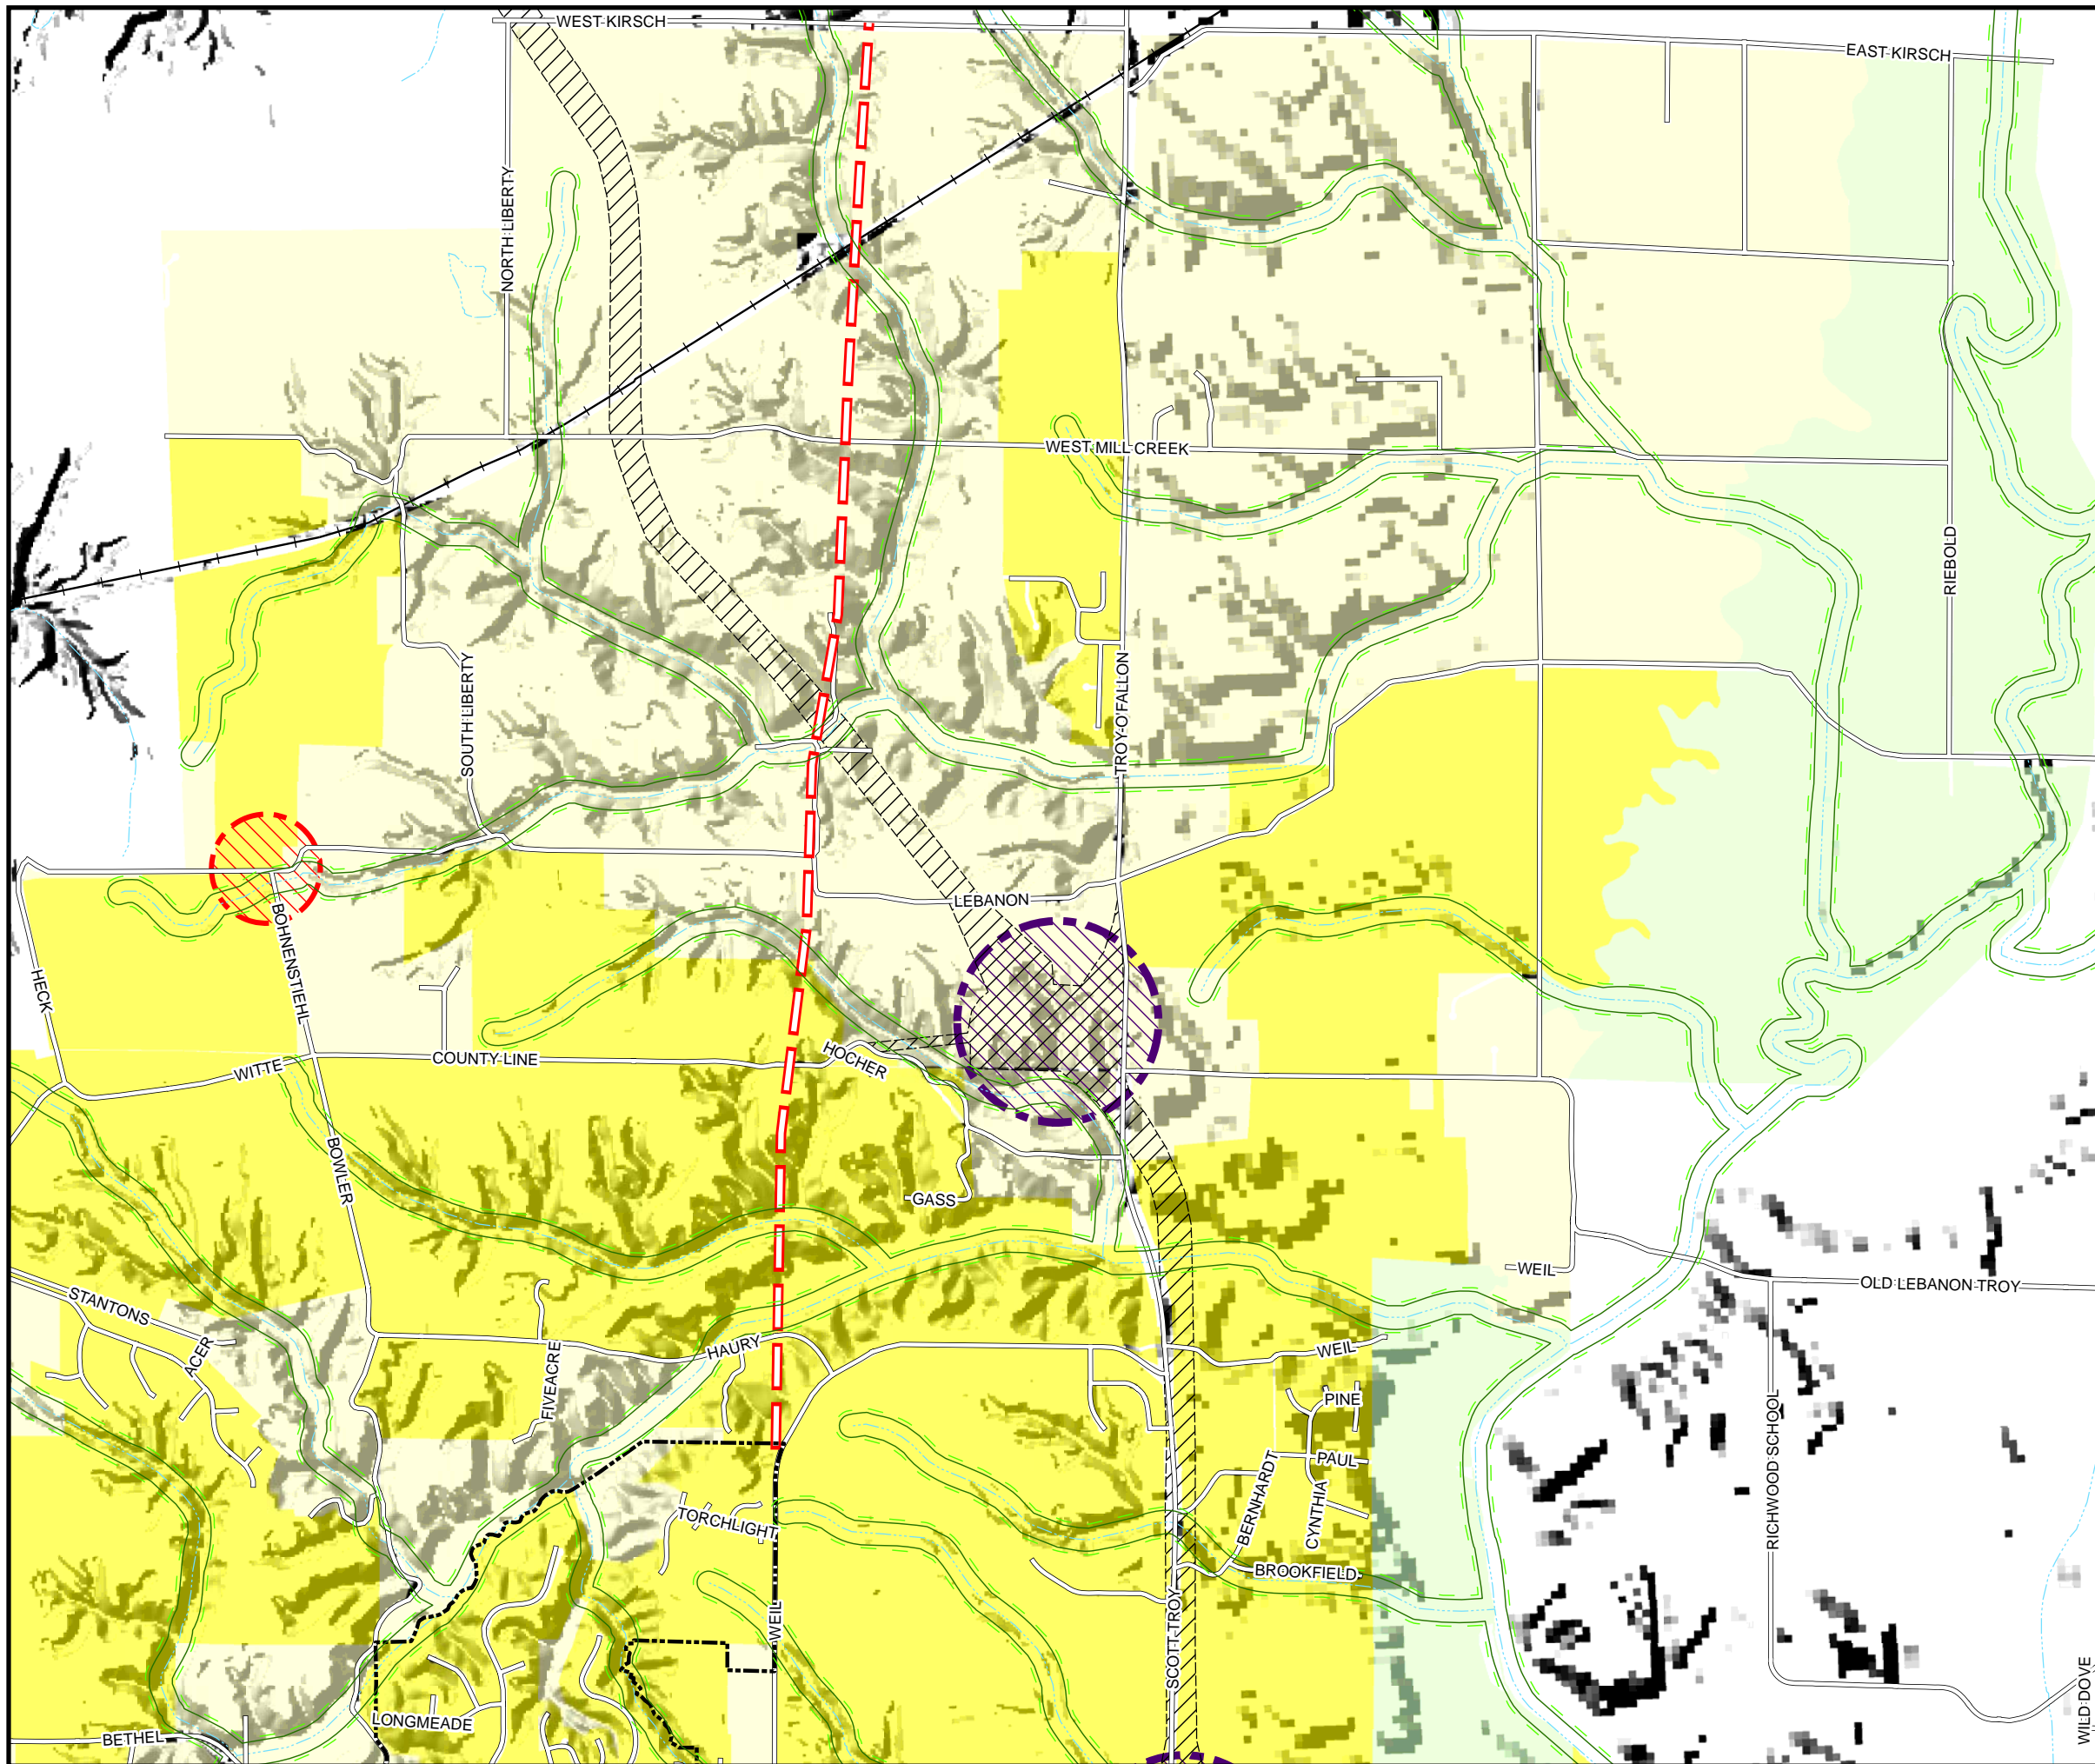 WEST KIRSCH
EAST KIRSCH
NORTH LIBERTY
WEST MILL CREEK
RIEBOLD
SOUTH LIBERTY
TROY-O'FALLON
LEBANON
BOHNENSTIEHL
HECK
HOCHER
COUNTY LINE
WITTE
BOWLER
GASS
WEIL
OLD LEBANON TROY
STANTONS
ACER
HAURY
WEIL
FIVEACRE
PINE
RICHWOOD SCHOOL
PAUL
BERNHARDT
CYNTHIA
TORCHLIGHT
BROOKFIELD
WEIL
SCOTT-TROY
WILD DOVE
LONGMEADE
BETHEL